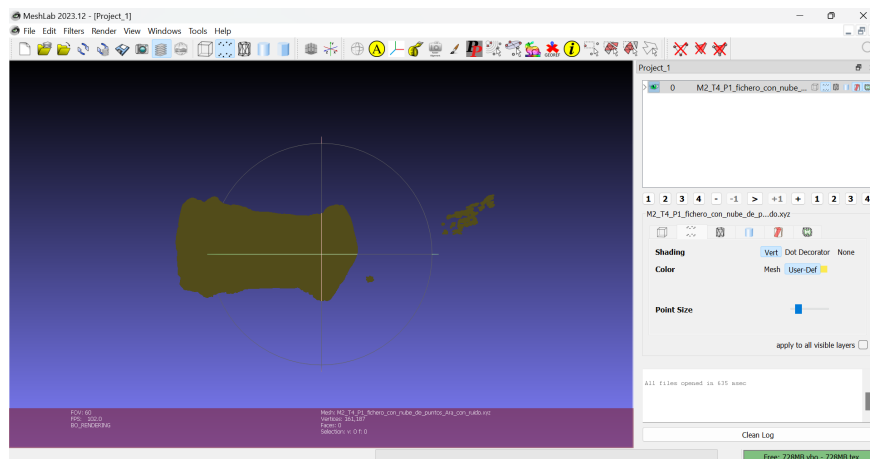 MeshLab 2023.12 - [Project_1]
File Edit Filters Render View Windows Tools Help
Project_1
0 M2_T4_P1_fichero_con_nube_...
1 2 3 4 - -1 > +1 + 1 2 3 4
M2_T4_P1_fichero_con_nube_de_p...do.xyz
Shading Vert Dot Decorator None
Color Mesh User-Def
Point Size
apply to all visible layers
All files opened in 635 msec
FOV: 60
FPS: 102.0
BO_RENDERING
Mesh: M2_T4_P1_fichero_con_nube_de_puntos_Ara_con_ruido.xyz
Vertices: 161,187
Faces: 0
Selection: v: 0 f: 0
Clean Log
Free: 728MB vbo - 728MB tex